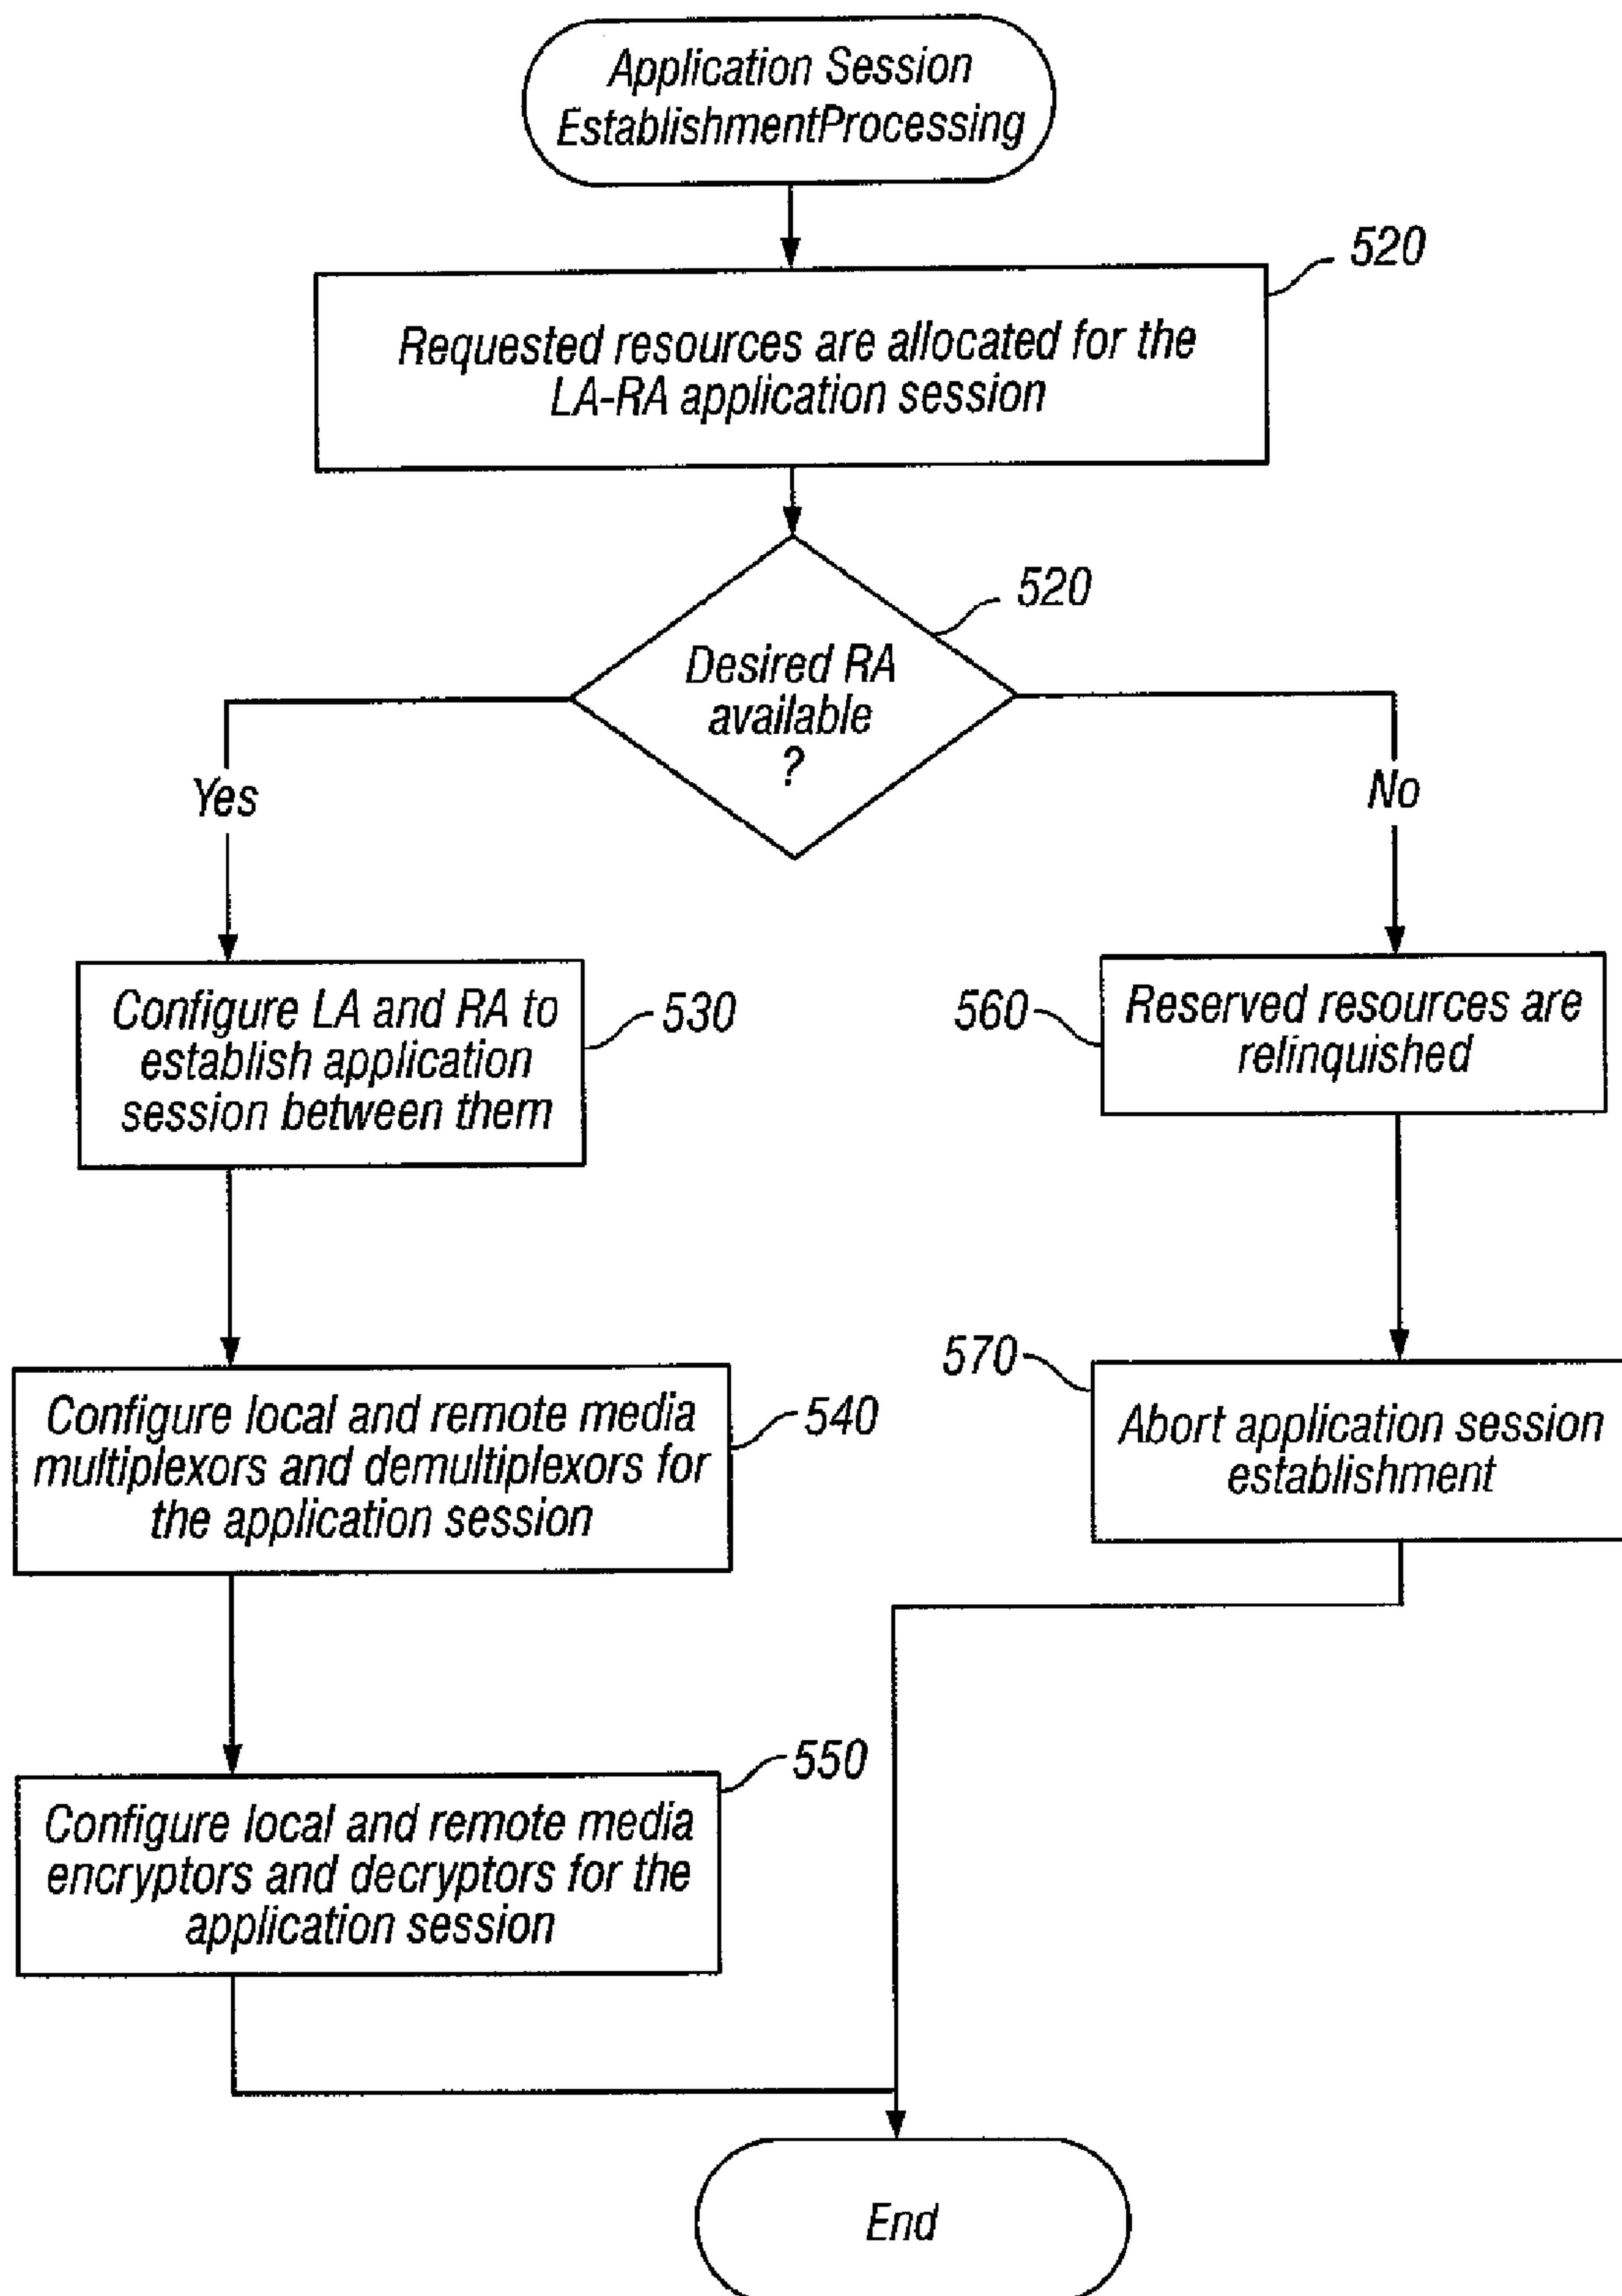 Application Session
EstablishmentProcessing
520
Requested resources are allocated for the
LA-RA application session
520
Desired RA
available
?
Yes
No
Configure LA and RA to
establish application
session between them
530
560
Reserved resources are
relinquished
Configure local and remote media
multiplexors and demultiplexors for
the application session
540
570
Abort application session
establishment
550
Configure local and remote media
encryptors and decryptors for the
application session
End